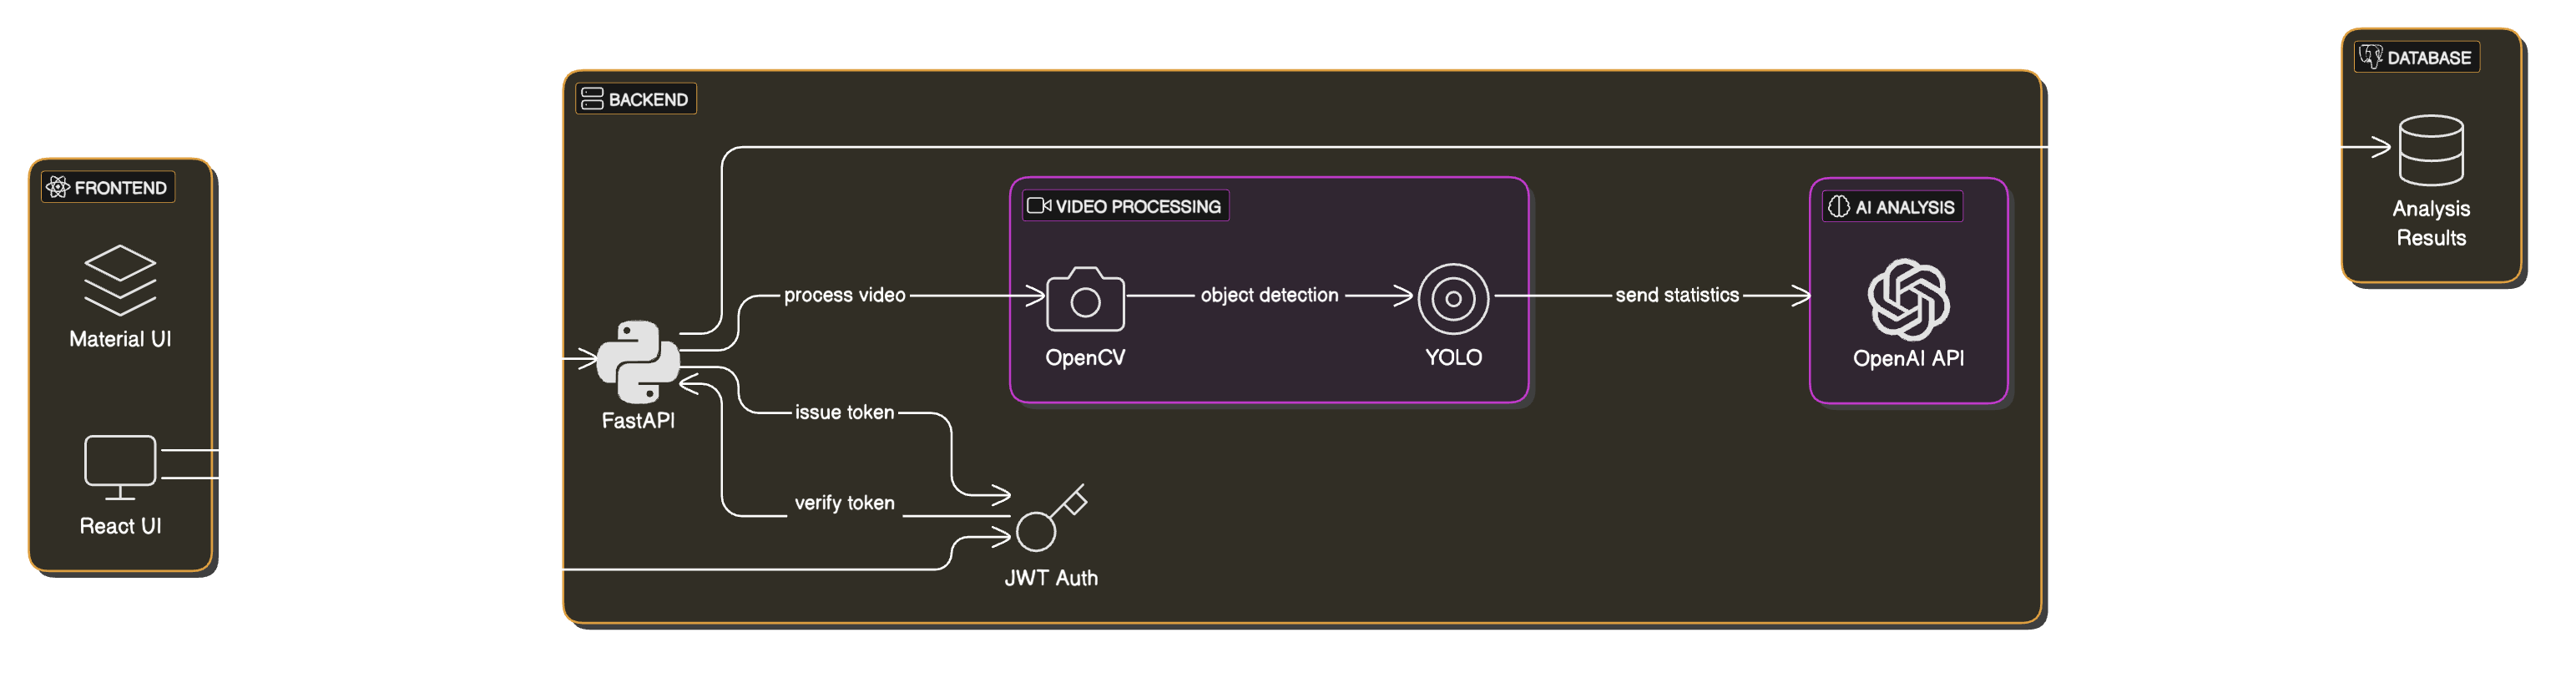 FRONTEND
Material UI
React UI
BACKEND
FastAPI
process video
issue token
verify token
JWT Auth
VIDEO PROCESSING
OpenCV
object detection
YOLO
send statistics
AI ANALYSIS
OpenAI API
DATABASE
Analysis
Results